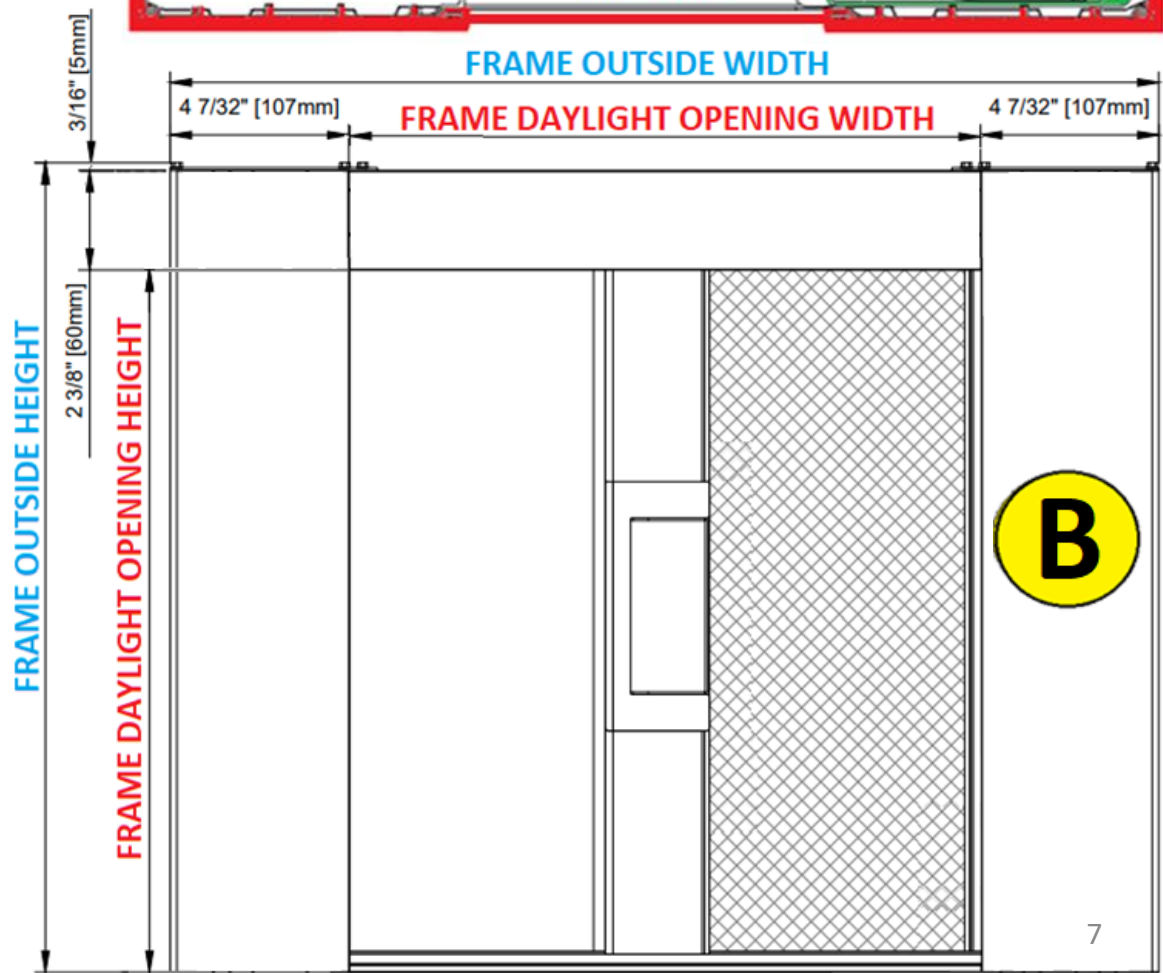 FRAME OUTSIDE WIDTH
3/16" [5mm]
4 7/32" [107mm]
FRAME DAYLIGHT OPENING WIDTH
4 7/32" [107mm]
FRAME OUTSIDE HEIGHT
2 3/8" [60mm]
FRAME DAYLIGHT OPENING HEIGHT
B
7